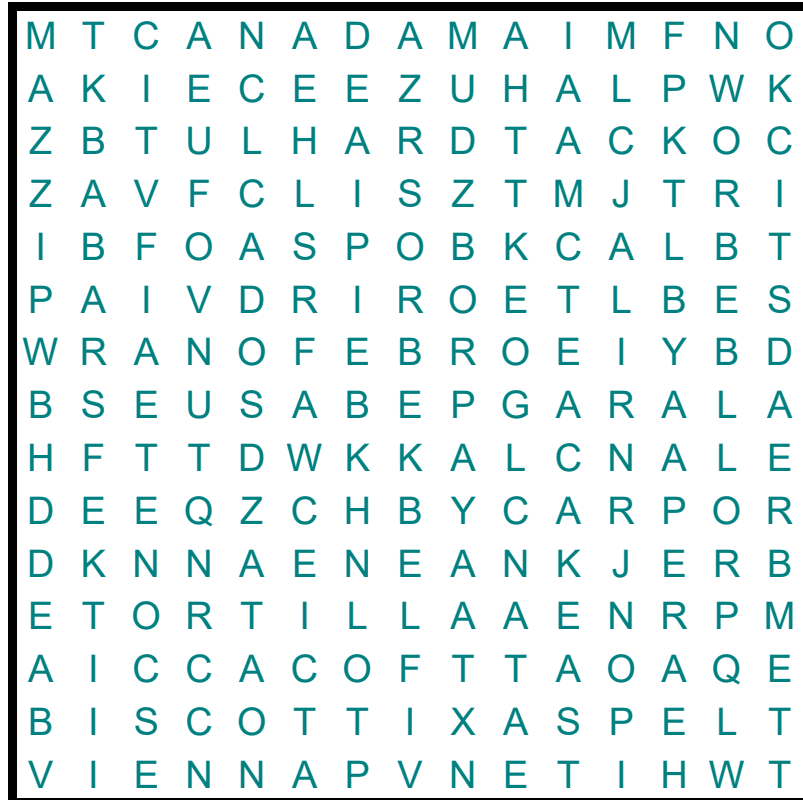 M T C A N A D A M A I M F N O
A K I E C E E Z U H A L P W K
Z B T U L H A R D T A C K O C
Z A V F C L I S Z T M J T R I
I B F O A S P O B K C A L B T
P A I V D R I R O E T L B E S
W R A N O F E B R O E I Y B D
B S E U S A B E P G A R A L A
H F T T D W K K A L C N A L E
D E E Q Z C H B Y C A R P O R
D K N N A E N E A N K J E R B
E T O R T I L L A A E N R P M
A I C C A C O F T T A O A Q E
B I S C O T T I X A S P E L T
V I E N N A P V N E T I H W T